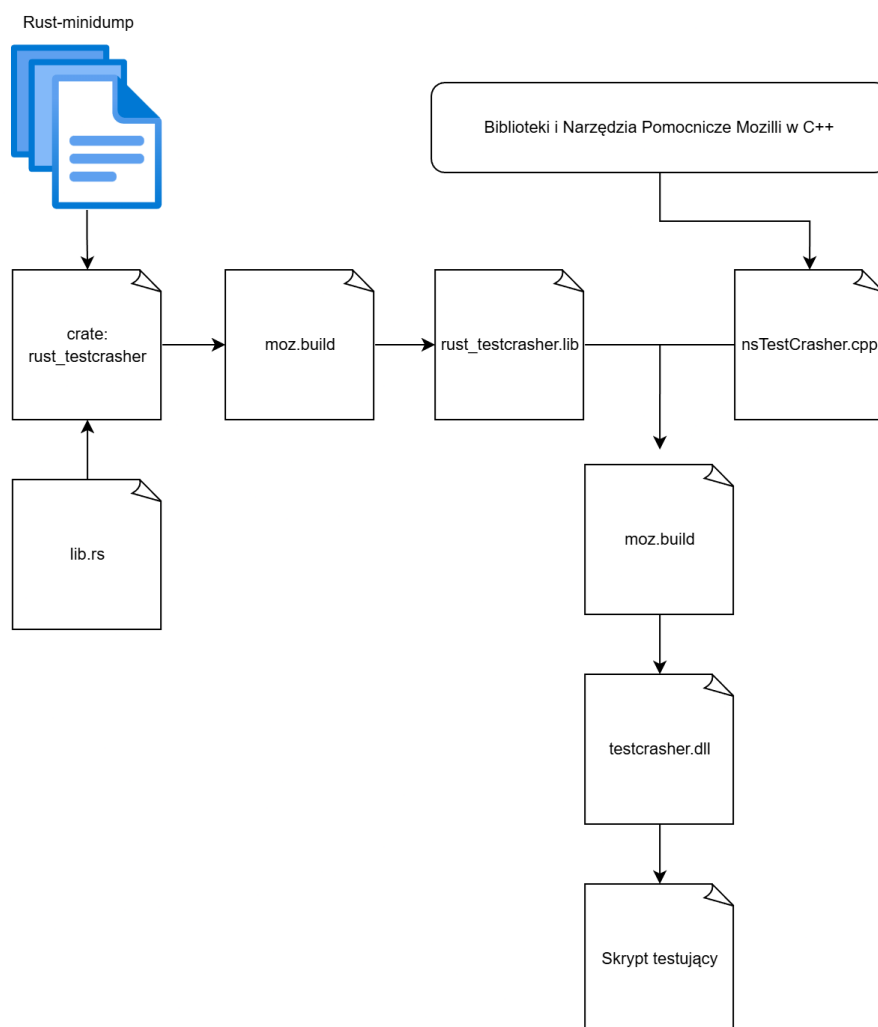 Rust-minidump
Biblioteki i Narzędzia Pomocnicze Mozilli w C++
crate:
rust_testcrasher
moz.build
rust_testcrasher.lib
nsTestCrasher.cpp
lib.rs
moz.build
testcrasher.dll
Skrypt testujący